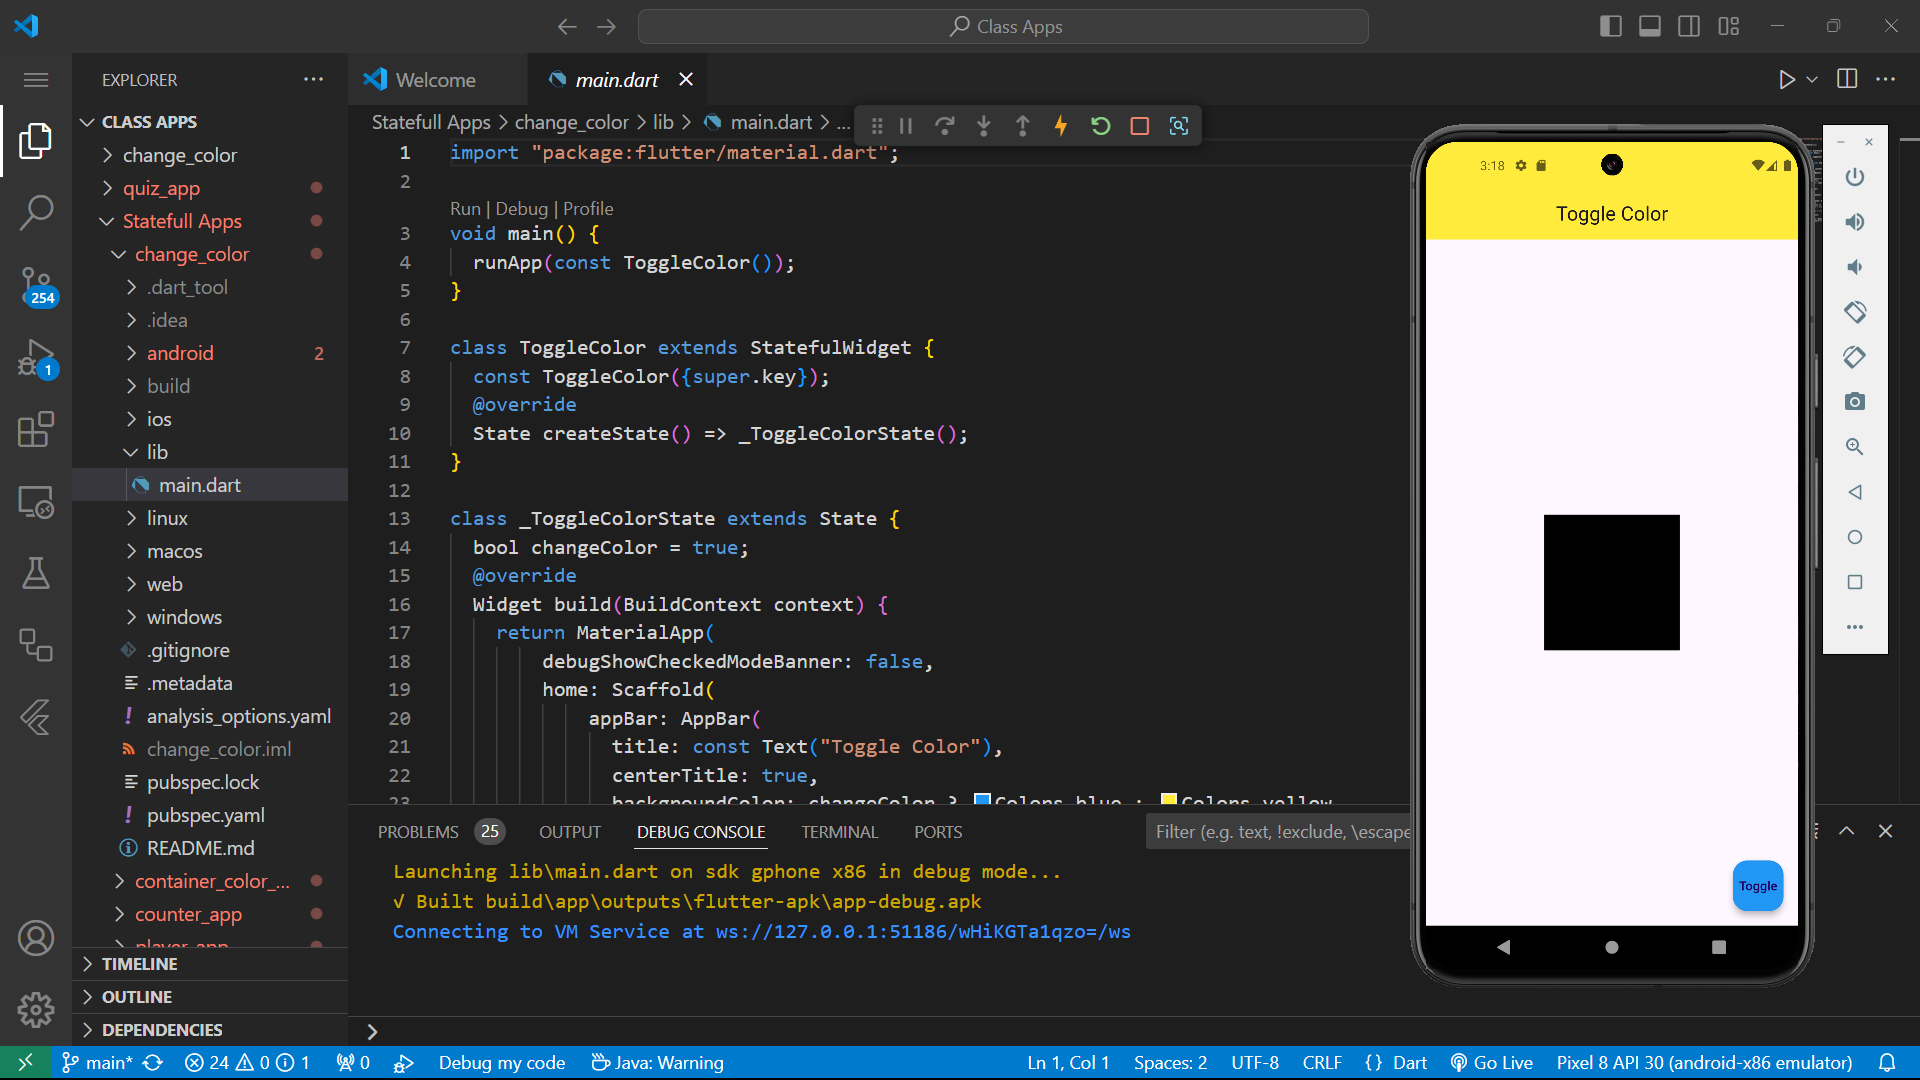 Class Apps
EXPLORER
Welcome
main.dart
CLASS APPS
change_color
quiz_app
Statefull Apps
change_color
.dart_tool
.idea
android 2
build
ios
lib
main.dart
linux
macos
web
windows
.gitignore
.metadata
analysis_options.yaml
change_color.iml
pubspec.lock
pubspec.yaml
README.md
container_color_...
counter_app
player_app
TIMELINE
OUTLINE
DEPENDENCIES
254
1
Statefull Apps > change_color > lib > main.dart > ...
1 import "package:flutter/material.dart";
2
Run | Debug | Profile
3 void main() {
4 runApp(const ToggleColor());
5 }
6
7 class ToggleColor extends StatefulWidget {
8 const ToggleColor({super.key});
9 @override
10 State createState() => _ToggleColorState();
11 }
12
13 class _ToggleColorState extends State {
14 bool changeColor = true;
15 @override
16 Widget build(BuildContext context) {
17 return MaterialApp(
18 debugShowCheckedModeBanner: false,
19 home: Scaffold(
20 appBar: AppBar(
21 title: const Text("Toggle Color"),
22 centerTitle: true,
23 backgroundColor: changeColor ? Colors.blue : Colors.yellow
3:18
Toggle Color
Toggle
PROBLEMS 25 OUTPUT DEBUG CONSOLE TERMINAL PORTS
Filter (e.g. text, !exclude, \escape
Launching lib\main.dart on sdk gphone x86 in debug mode...
√ Built build\app\outputs\flutter-apk\app-debug.apk
Connecting to VM Service at ws://127.0.0.1:51186/wHiKGTa1qzo=/ws
main* 24 0 1 0 Debug my code Java: Warning Ln 1, Col 1 Spaces: 2 UTF-8 CRLF {} Dart Go Live Pixel 8 API 30 (android-x86 emulator)